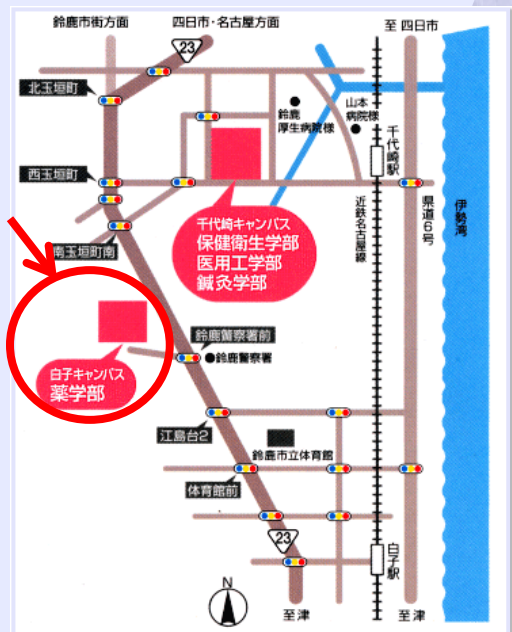 鈴鹿市街方面
四日市・名古屋方面
至 四日市
23
北玉垣町
鈴鹿
厚生病院様
山本
病院様
千代崎駅
西玉垣町
千代崎キャンパス
保健衛生学部
医用工学部
鍼灸学部
近鉄名古屋線
県道6号
伊勢湾
南玉垣町南
鈴鹿警察署前
鈴鹿警察署
白子キャンパス
薬学部
江島台2
鈴鹿市立体育館
体育館前
23
白子駅
N
至 津
至 津